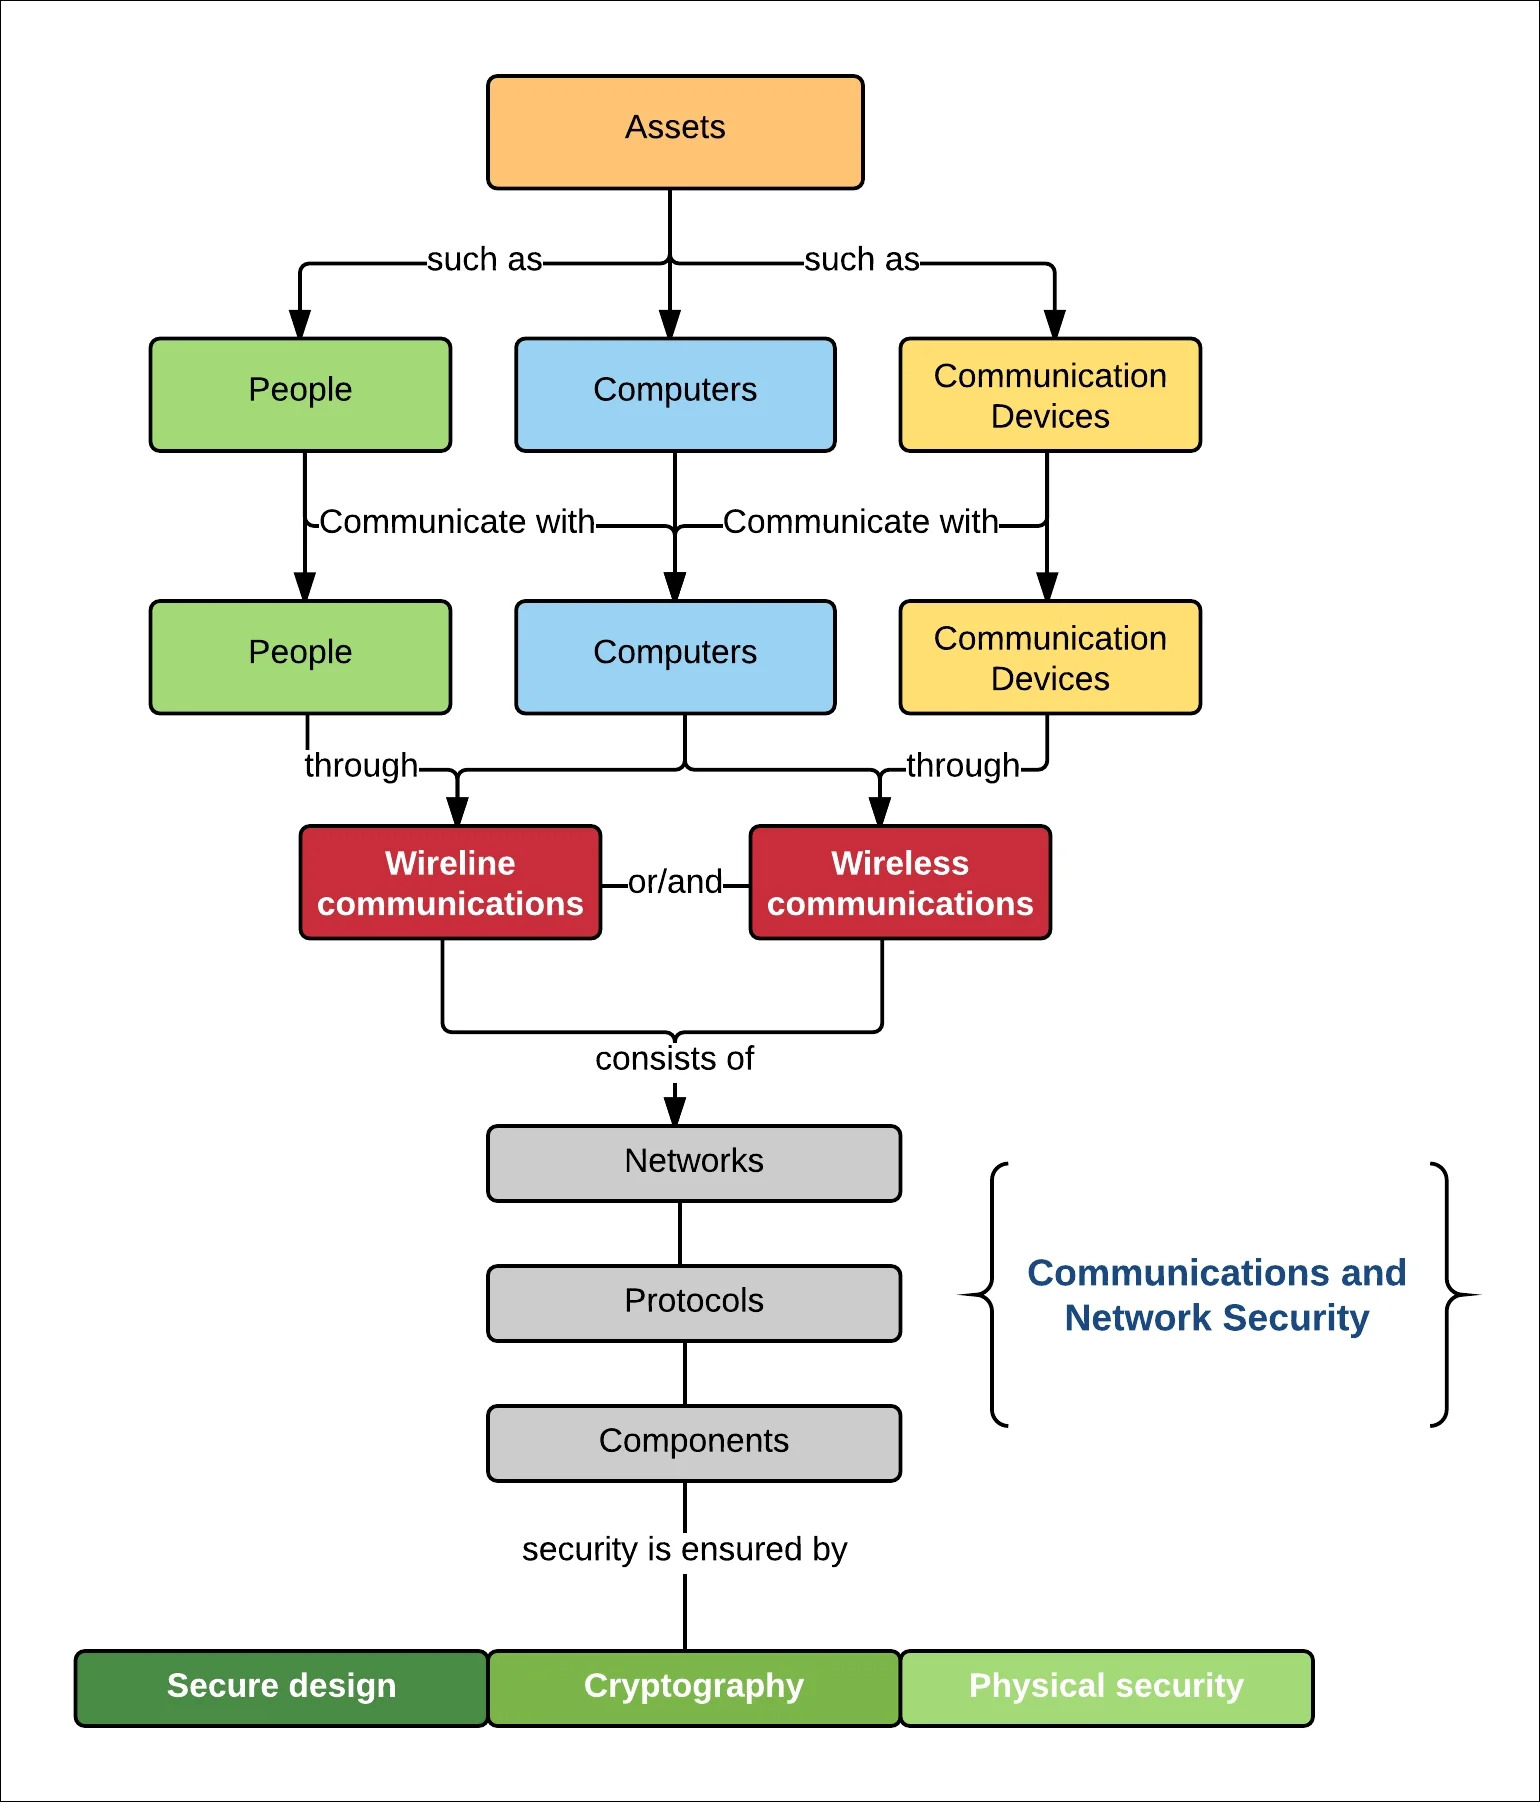 Assets
such as
such as
People
Computers
Communication
Devices
Communicate with
Communicate with
People
Computers
Communication
Devices
through
through
Wireline
communications
or/and
Wireless
communications
consists of
Networks
Protocols
Components
Communications and
Network Security
security is ensured by
Secure design
Cryptography
Physical security